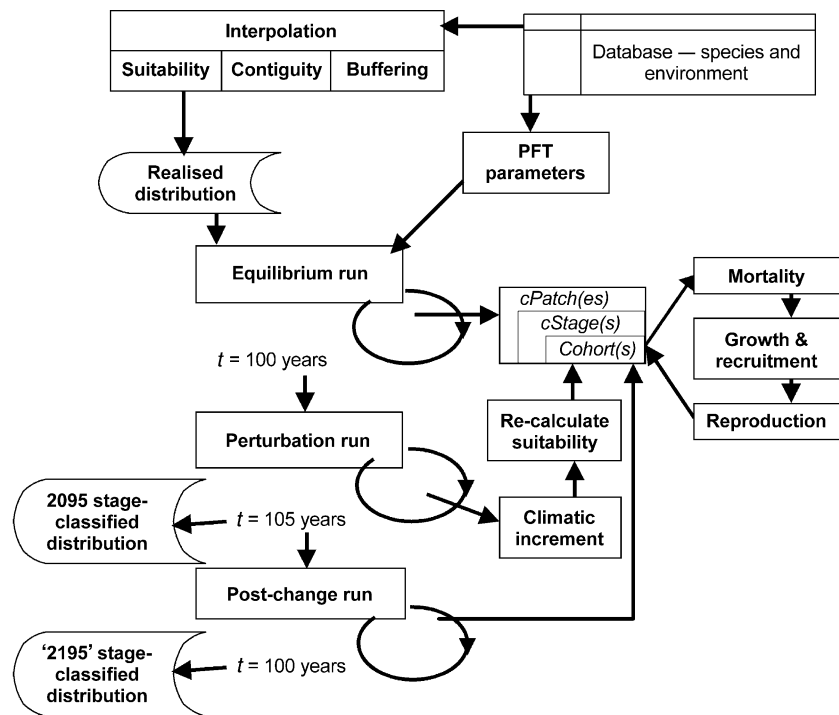 Interpolation
Suitability Contiguity Buffering
Database — species and
environment
Realised
distribution
PFT
parameters
Equilibrium run
cPatch(es)
cStage(s)
Cohort(s)
Mortality
Growth &
recruitment
Reproduction
t = 100 years
Perturbation run
Re-calculate
suitability
Climatic
increment
2095 stage-
classified
distribution
t = 105 years
Post-change run
‘2195’ stage-
classified
distribution
t = 100 years